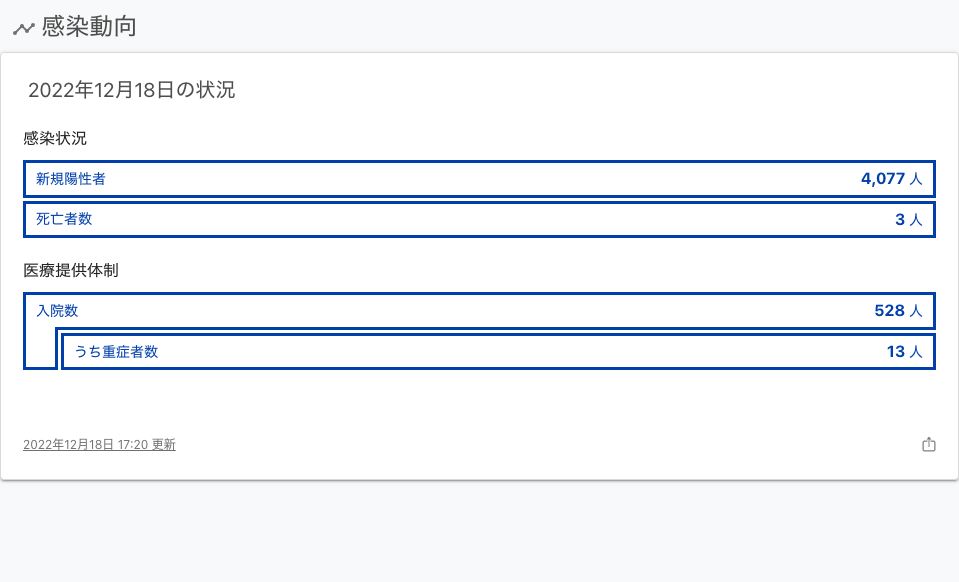 感染動向
2022年12月18日の状況
感染状況
新規陽性者 4,077 人
死亡者数 3 人
医療提供体制
入院数 528 人
うち重症者数 13 人
2022年12月18日 17:20 更新